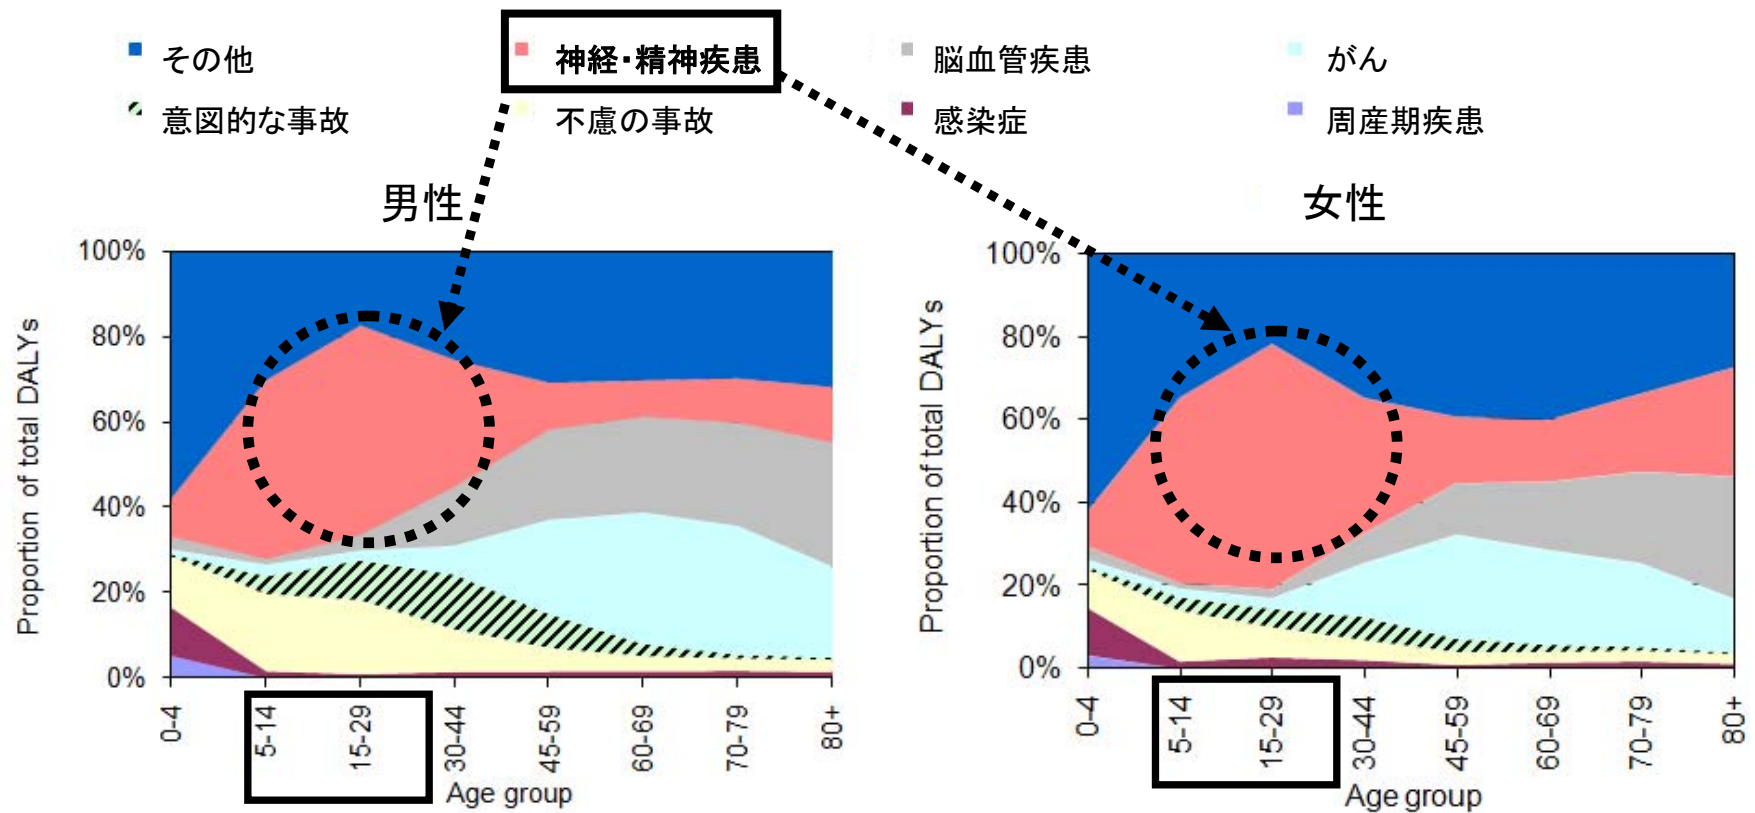 その他
神経・精神疾患
脳血管疾患
がん
意図的な事故
不慮の事故
感染症
周産期疾患
男性
Proportion of total DALYs
100%
80%
60%
40%
20%
0%
0-4
5-14
15-29
30-44
45-59
60-69
70-79
80+
Age group
女性
Proportion of total DALYs
100%
80%
60%
40%
20%
0%
0-4
5-14
15-29
30-44
45-59
60-69
70-79
80+
Age group